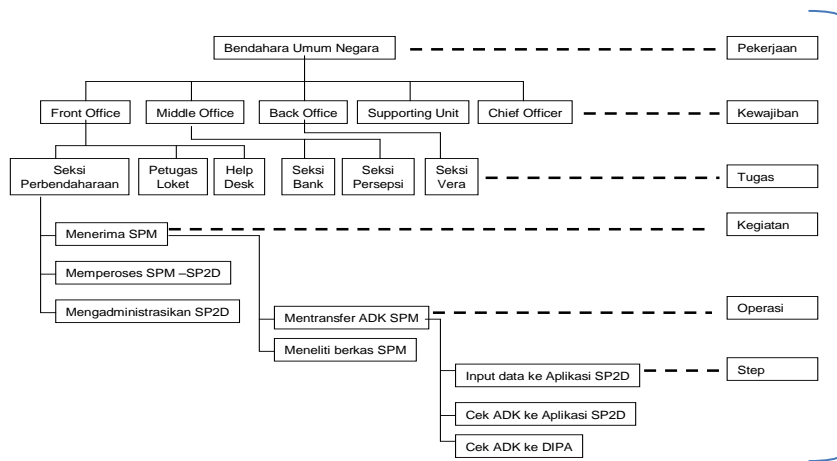 Bendahara Umum Negara
Pekerjaan
Front Office
Middle Office
Back Office
Supporting Unit
Chief Officer
Kewajiban
Seksi
Perbendaharaan
Petugas
Loket
Help
Desk
Seksi
Bank
Seksi
Persepsi
Seksi
Vera
Tugas
Menerima SPM
Kegiatan
Memperoses SPM –SP2D
Mengadministrasikan SP2D
Mentransfer ADK SPM
Operasi
Meneliti berkas SPM
Input data ke Aplikasi SP2D
Step
Cek ADK ke Aplikasi SP2D
Cek ADK ke DIPA